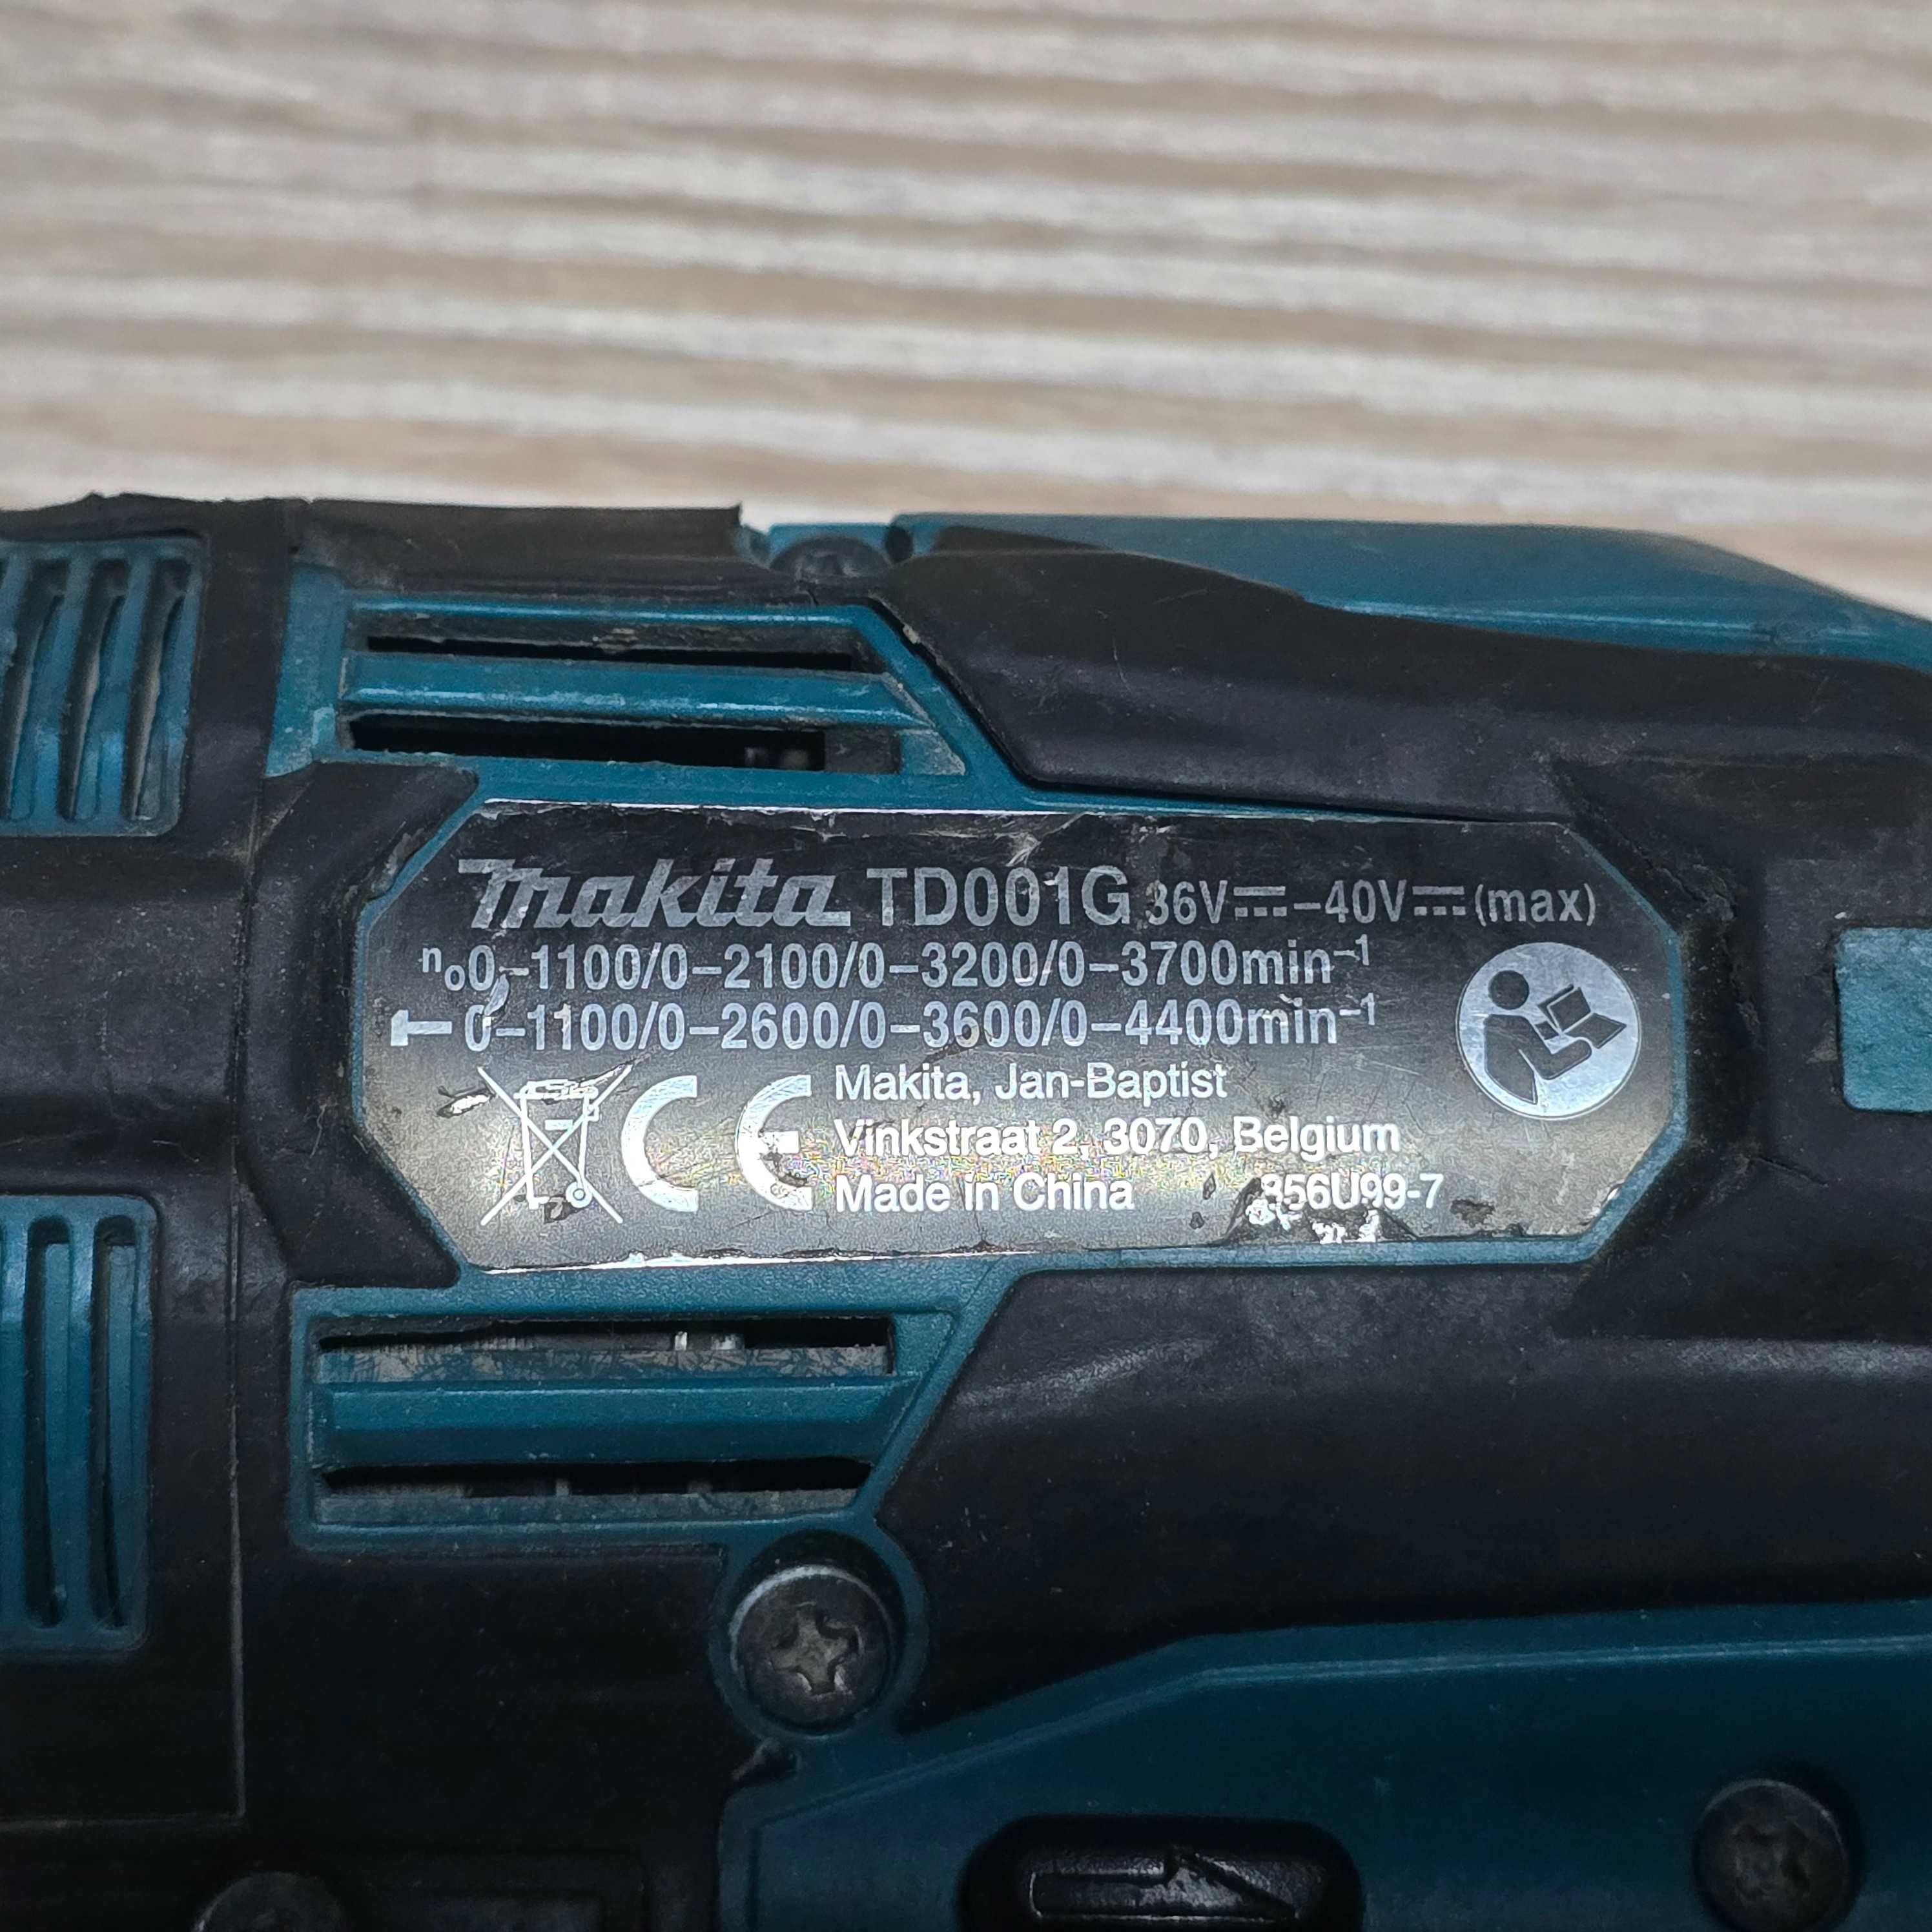 makita TD001G 36V⎓–40V⎓(max)
n₀0–1100/0–2100/0–3200/0–3700min⁻¹
0–1100/0–2600/0–3600/0–4400min⁻¹
CE
Makita, Jan-Baptist
Vinkstraat 2, 3070, Belgium
Made in China 856U99-7